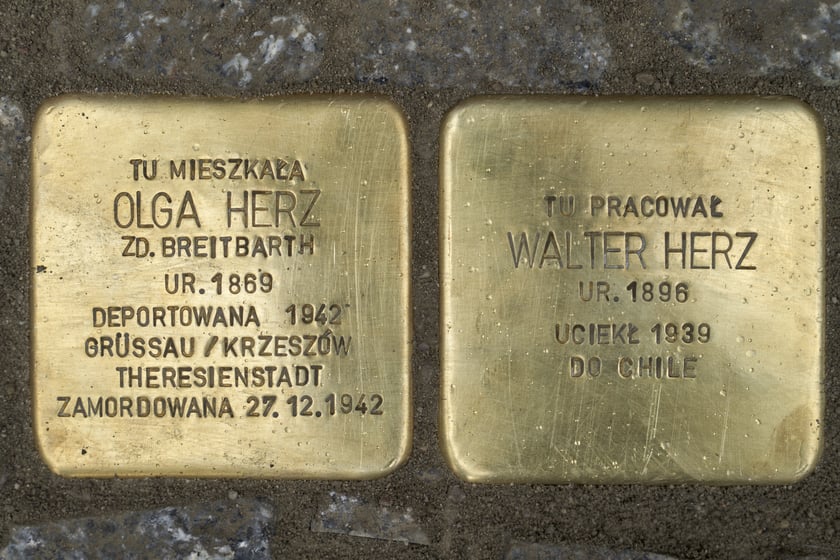 TU MIESZKAŁA
OLGA HERZ
ZD. BREITBARTH
UR. 1869
DEPORTOWANA 1942
GRÜSSAU / KRZESZÓW
THERESIENSTADT
ZAMORDOWANA 27.12.1942
TU PRACOWAŁ
WALTER HERZ
UR. 1896
UCIEKŁ 1939
DO CHILE